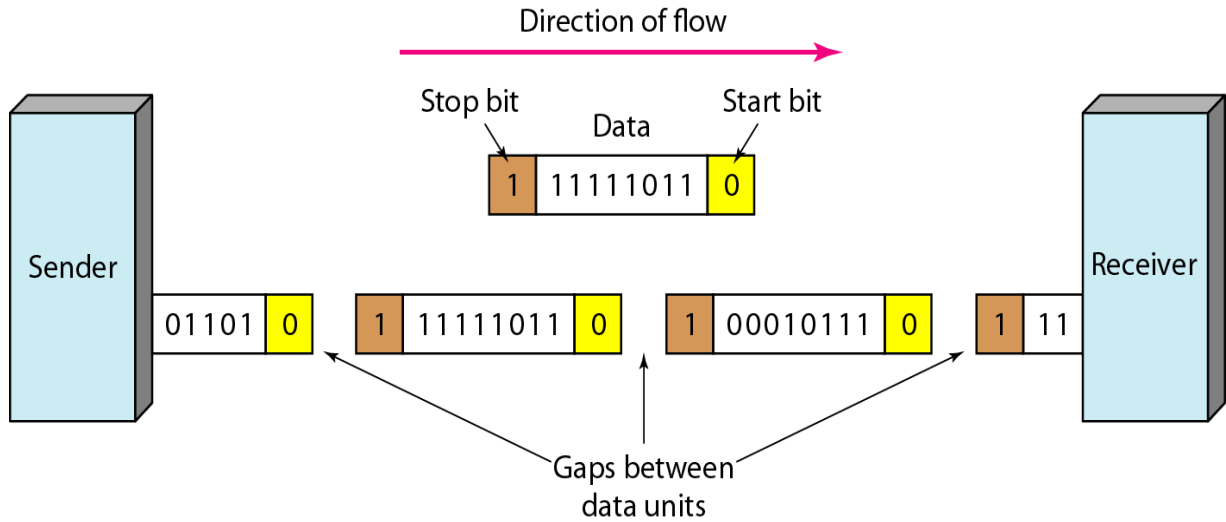 Direction of flow
Stop bit
Data
Start bit
1 11111011 0
Sender
Receiver
01101 0 1 11111011 0 1 00010111 0 1 11
Gaps between
data units